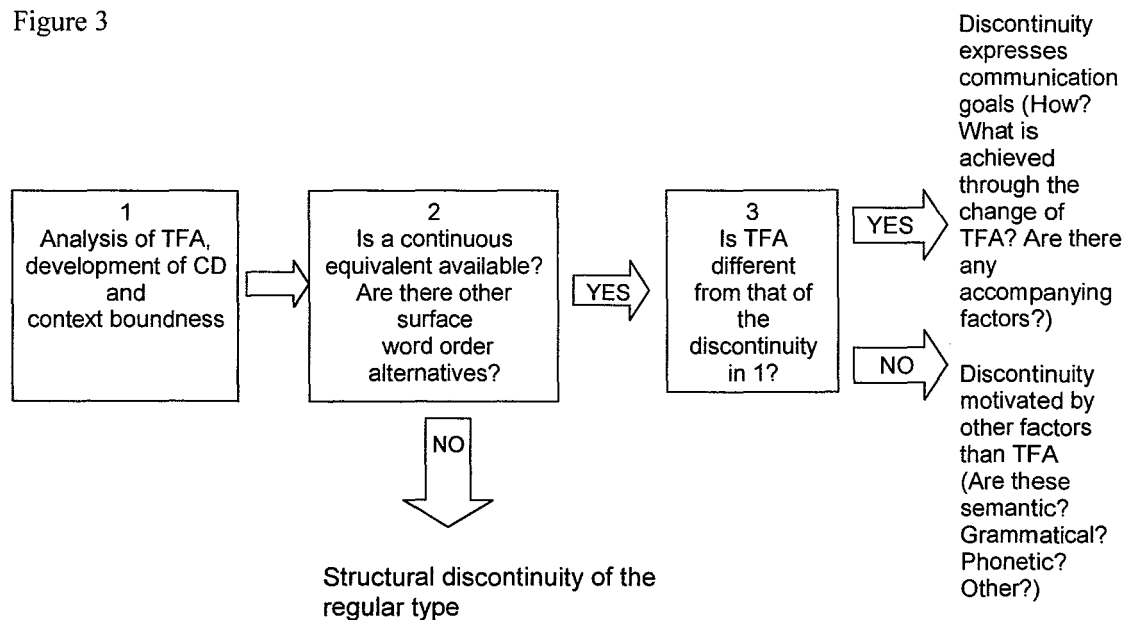 Figure 3
1
Analysis of TFA,
development of CD
and
context boundness
2
Is a continuous
equivalent available?
Are there other
surface
word order
alternatives?
YES
3
Is TFA
different
from that of
the
discontinuity
in 1?
YES
Discontinuity
expresses
communication
goals (How?
What is
achieved
through the
change of
TFA? Are there
any
accompanying
factors?)
NO
Discontinuity
motivated by
other factors
than TFA
(Are these
semantic?
Grammatical?
Phonetic?
Other?)
NO
Structural discontinuity of the
regular type